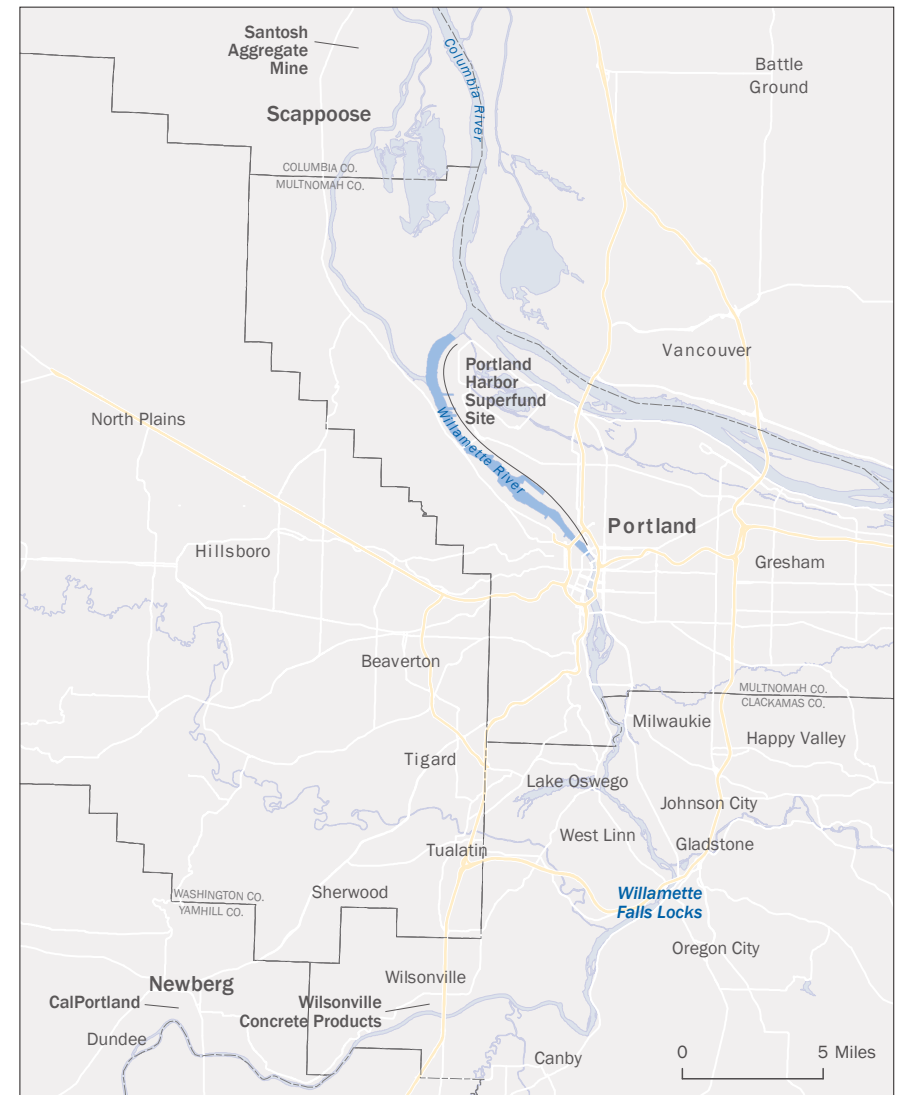 Santosh
Aggregate
Mine
Columbia River
Battle
Ground
Scappoose
COLUMBIA CO.
MULTNOMAH CO.
Vancouver
Portland
Harbor
Superfund
Site
North Plains
Willamette River
Portland
Hillsboro
Gresham
Beaverton
MULTNOMAH CO.
CLACKAMAS CO.
Milwaukie
Happy Valley
Tigard
Lake Oswego
Johnson City
West Linn
Gladstone
Tualatin
WASHINGTON CO.
YAMHILL CO.
Sherwood
Willamette
Falls Locks
Oregon City
Wilsonville
Newberg
CalPortland
Wilsonville
Concrete Products
Dundee
Canby
0 5 Miles